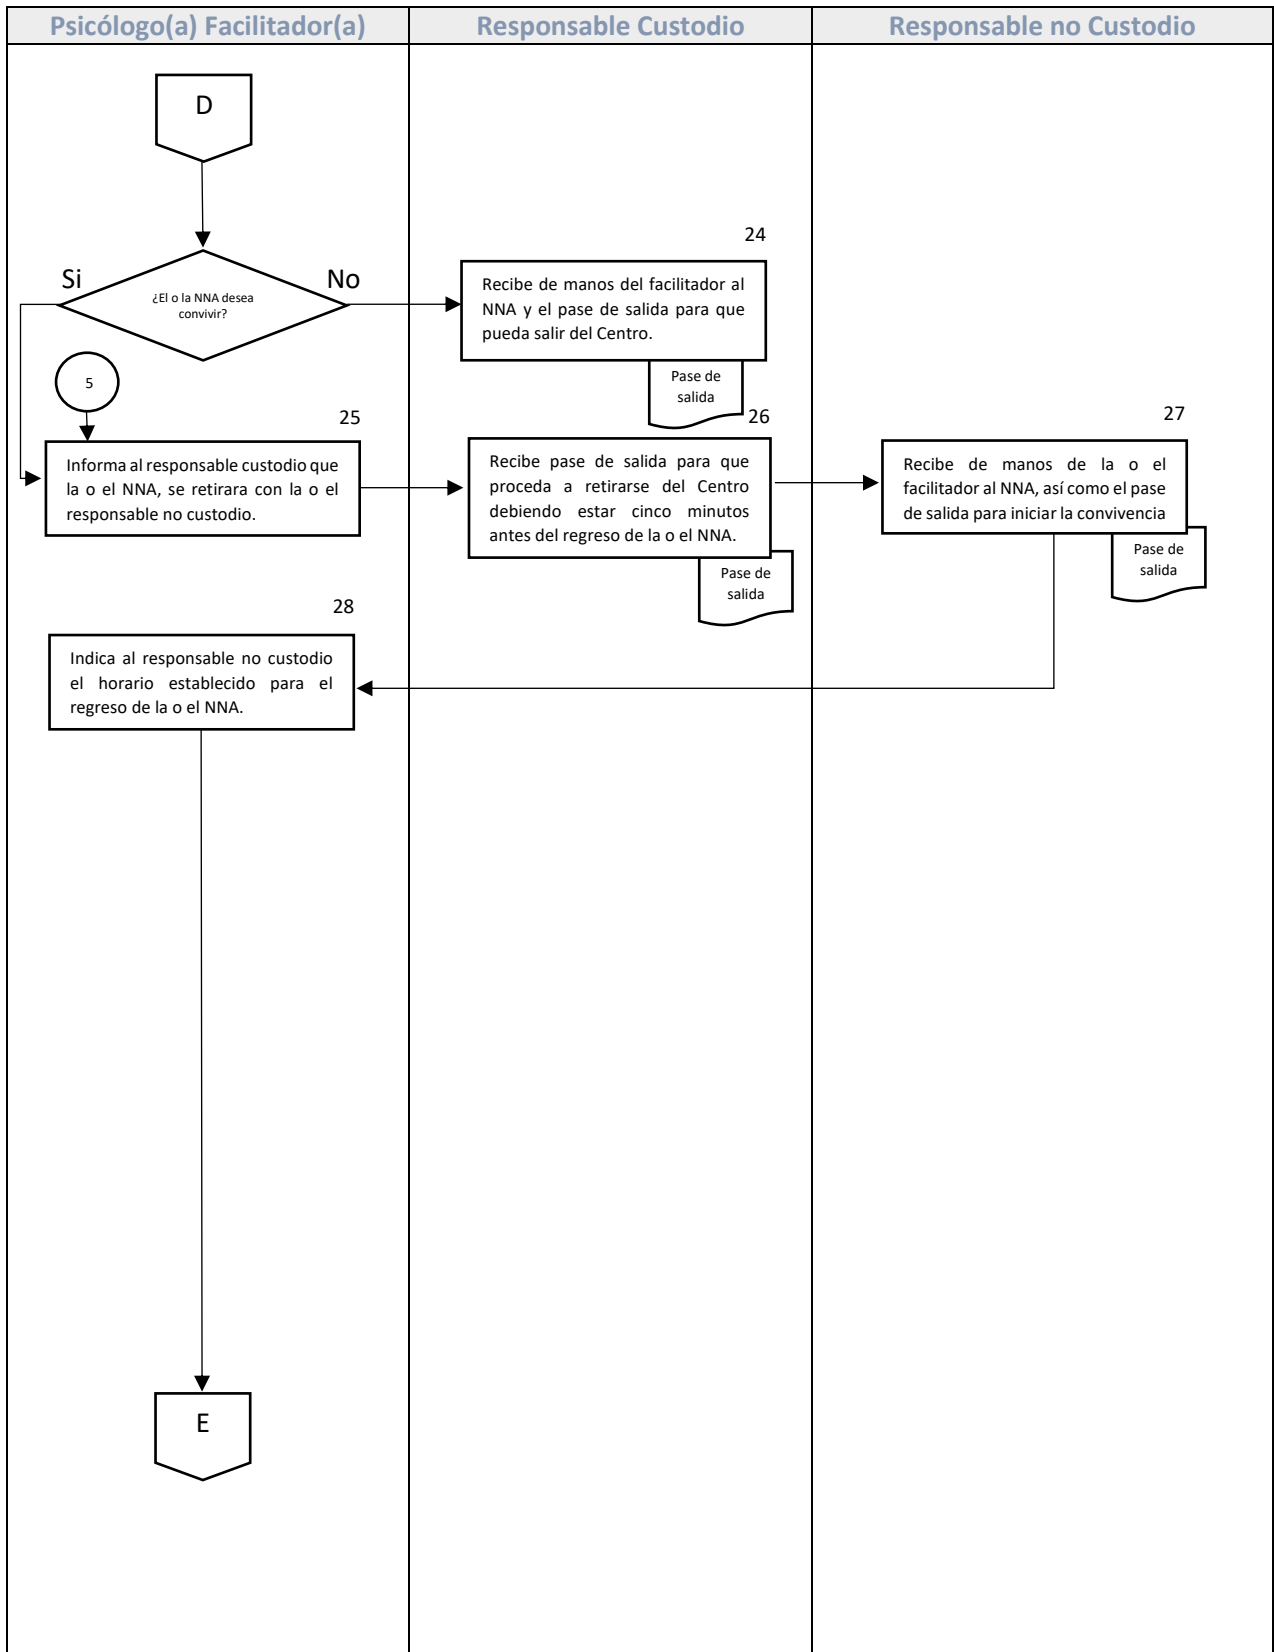 Psicólogo(a) Facilitador(a)
Responsable Custodio
Responsable no Custodio
D
Si
No
¿El o la NNA desea
convivir?
24
Recibe de manos del facilitador al
NNA y el pase de salida para que
pueda salir del Centro.
Pase de
salida
5
25
Informa al responsable custodio que
la o el NNA, se retirara con la o el
responsable no custodio.
26
Recibe pase de salida para que
proceda a retirarse del Centro
debiendo estar cinco minutos
antes del regreso de la o el NNA.
Pase de
salida
27
Recibe de manos de la o el
facilitador al NNA, así como el pase
de salida para iniciar la convivencia
Pase de
salida
28
Indica al responsable no custodio
el horario establecido para el
regreso de la o el NNA.
E